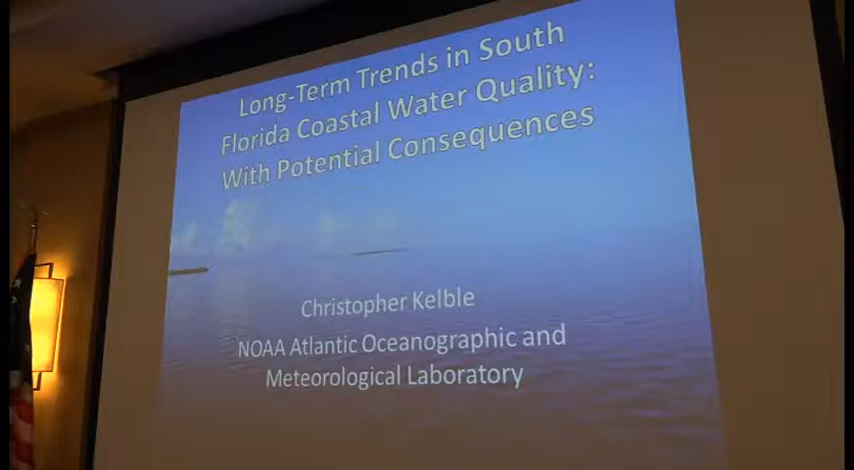 Long-Term Trends in South
Florida Coastal Water Quality:
With Potential Consequences
Christopher Kelble
NOAA Atlantic Oceanographic and
Meteorological Laboratory